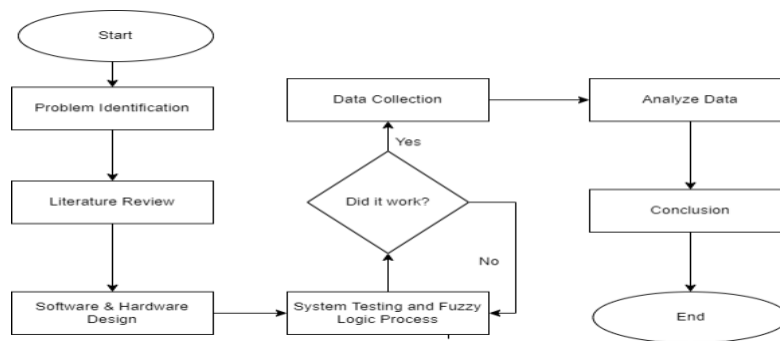 Start
Problem Identification
Literature Review
Software & Hardware
Design
System Testing and Fuzzy
Logic Process
Did it work?
Yes
No
Data Collection
Analyze Data
Conclusion
End